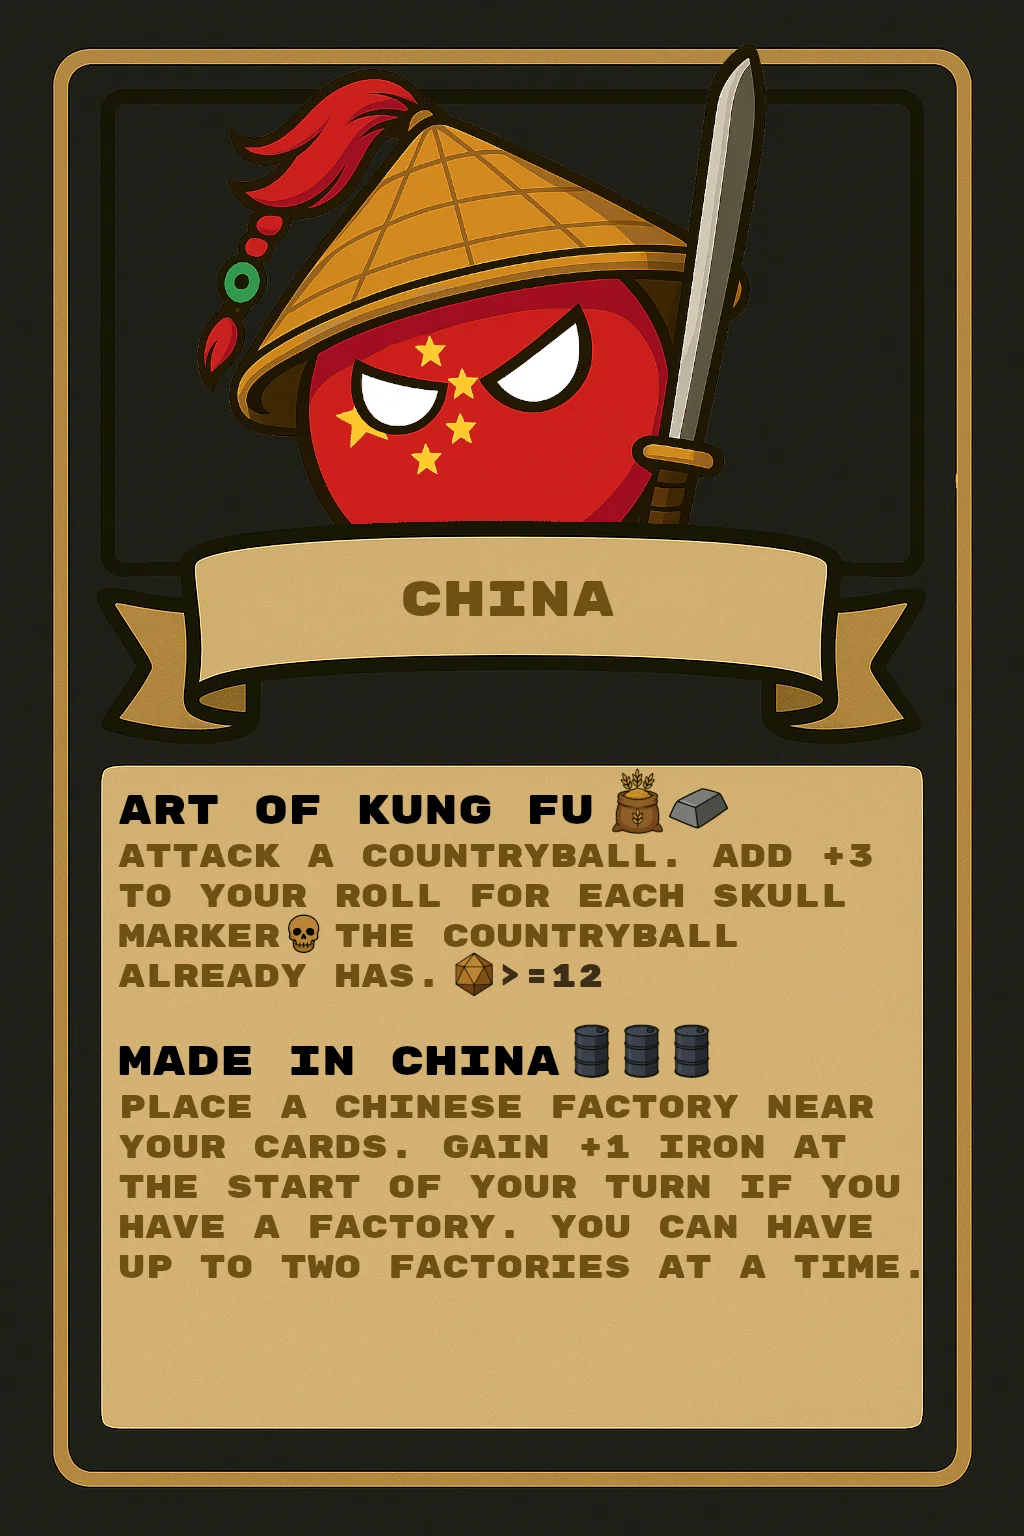 CHINA
ART OF KUNG FU
ATTACK A COUNTRYBALL. ADD +3
TO YOUR ROLL FOR EACH SKULL
MARKER THE COUNTRYBALL
ALREADY HAS. >=12
MADE IN CHINA
PLACE A CHINESE FACTORY NEAR
YOUR CARDS. GAIN +1 IRON AT
THE START OF YOUR TURN IF YOU
HAVE A FACTORY. YOU CAN HAVE
UP TO TWO FACTORIES AT A TIME.